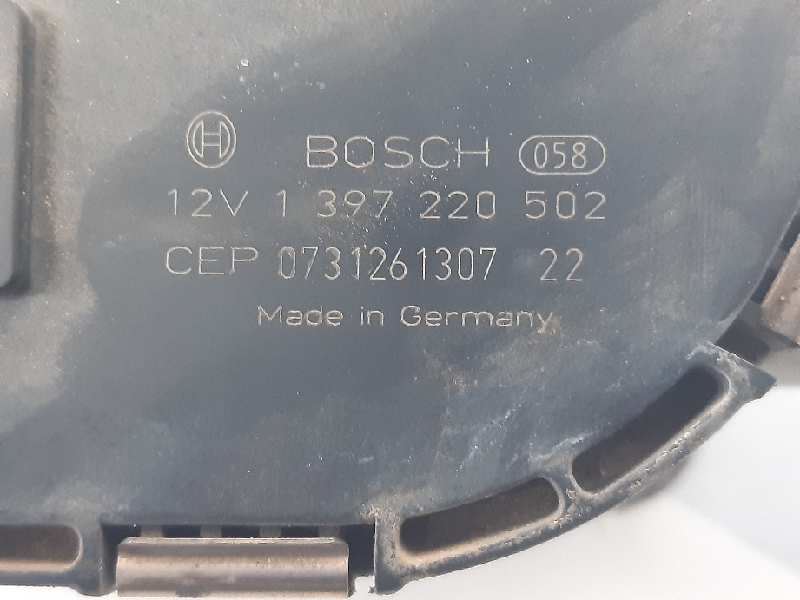 BOSCH 058
12V 1 397 220 502
CEP 0731261307 22
Made in Germany